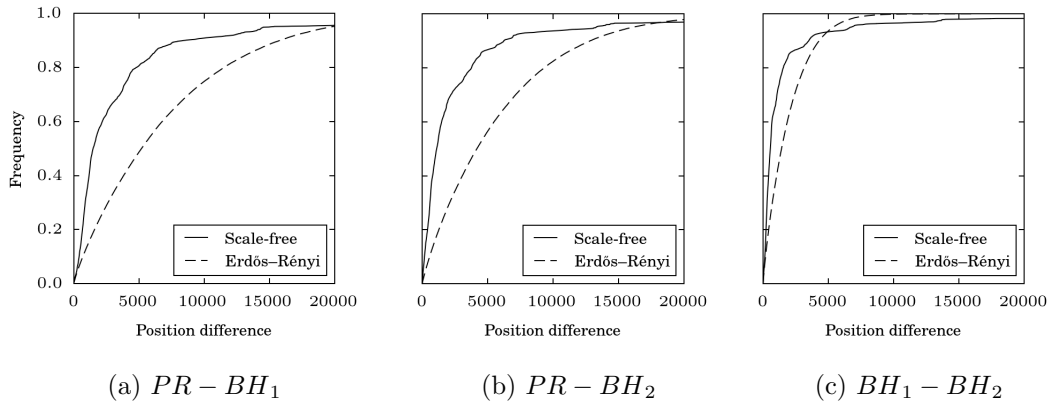 Frequency
1.0
0.8
0.6
0.4
0.2
0.0
0 5000 10000 15000 20000
Position difference
Scale-free
Erdős–Rényi
(a) PR − BH₁
0 5000 10000 15000 20000
Position difference
Scale-free
Erdős–Rényi
(b) PR − BH₂
0 5000 10000 15000 20000
Position difference
Scale-free
Erdős–Rényi
(c) BH₁ − BH₂